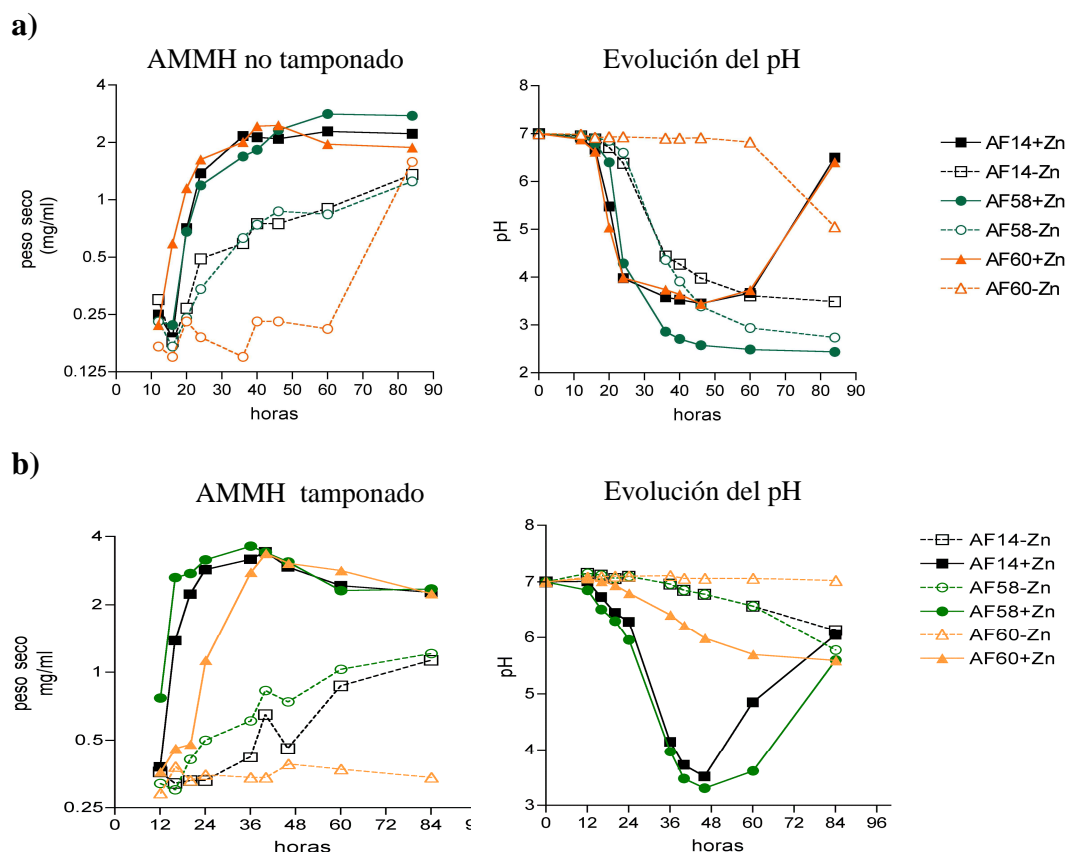 a)
AMMH no tamponado
Evolución del pH
4
2
1
0.5
0.25
0.125
peso seco
(mg/ml)
0 10 20 30 40 50 60 70 80 90
horas
8
7
6
5
4
3
2
pH
0 10 20 30 40 50 60 70 80 90
horas
AF14+Zn
AF14-Zn
AF58+Zn
AF58-Zn
AF60+Zn
AF60-Zn
b)
AMMH tamponado
Evolución del pH
4
2
1
0.5
0.25
peso seco
mg/ml
0 12 24 36 48 60 72 84 9
horas
8
7
6
5
4
3
pH
0 12 24 36 48 60 72 84 96
horas
AF14-Zn
AF14+Zn
AF58-Zn
AF58+Zn
AF60-Zn
AF60+Zn